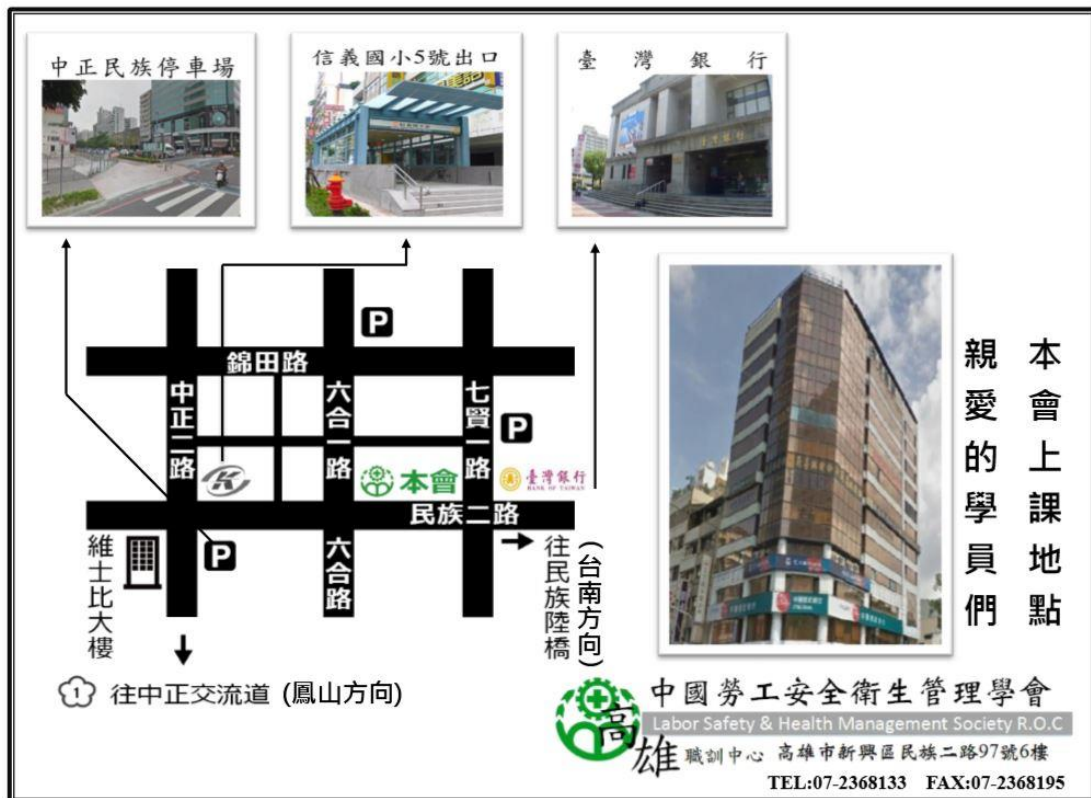 中正民族停車場
信義國小5號出口
臺灣銀行
P
錦田路
中正二路
六合一路
七賢一路
P
本會
臺灣銀行
BANK OF TAIWAN
民族二路
P
六合路
維士比大樓
往民族陸橋
(台南方向)
1 往中正交流道 (鳳山方向)
親愛的學員們
本會上課地點
中國勞工安全衛生管理學會
Labor Safety & Health Management Society R.O.C
高雄 職訓中心 高雄市新興區民族二路97號6樓
TEL:07-2368133 FAX:07-2368195